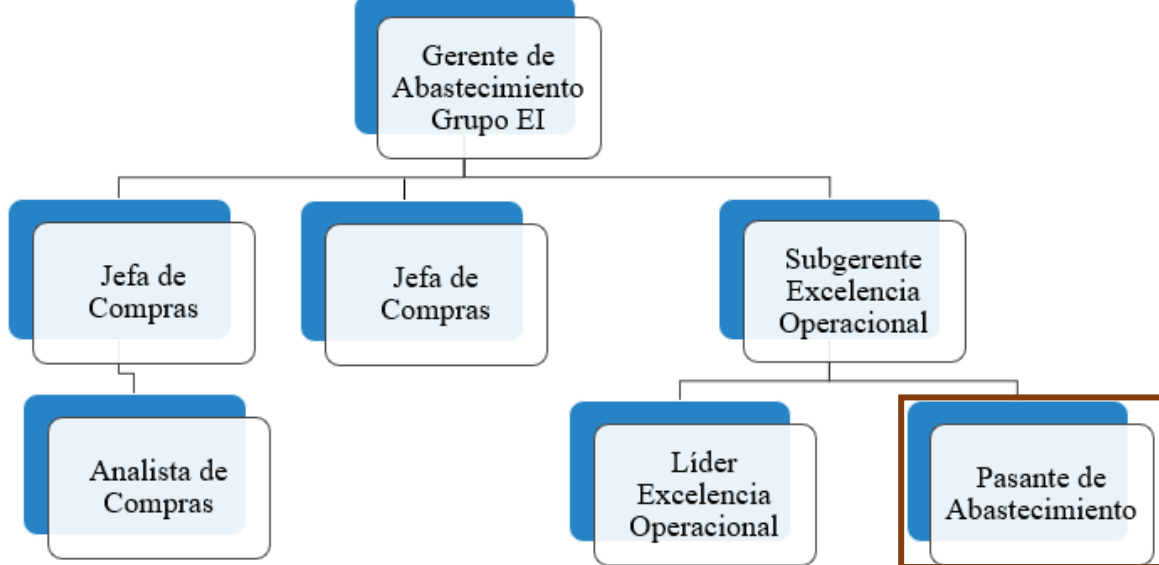 Gerente de
Abastecimiento
Grupo EI
Jefa de
Compras
Jefa de
Compras
Subgerente
Excelencia
Operacional
Analista de
Compras
Líder
Excelencia
Operacional
Pasante de
Abastecimiento